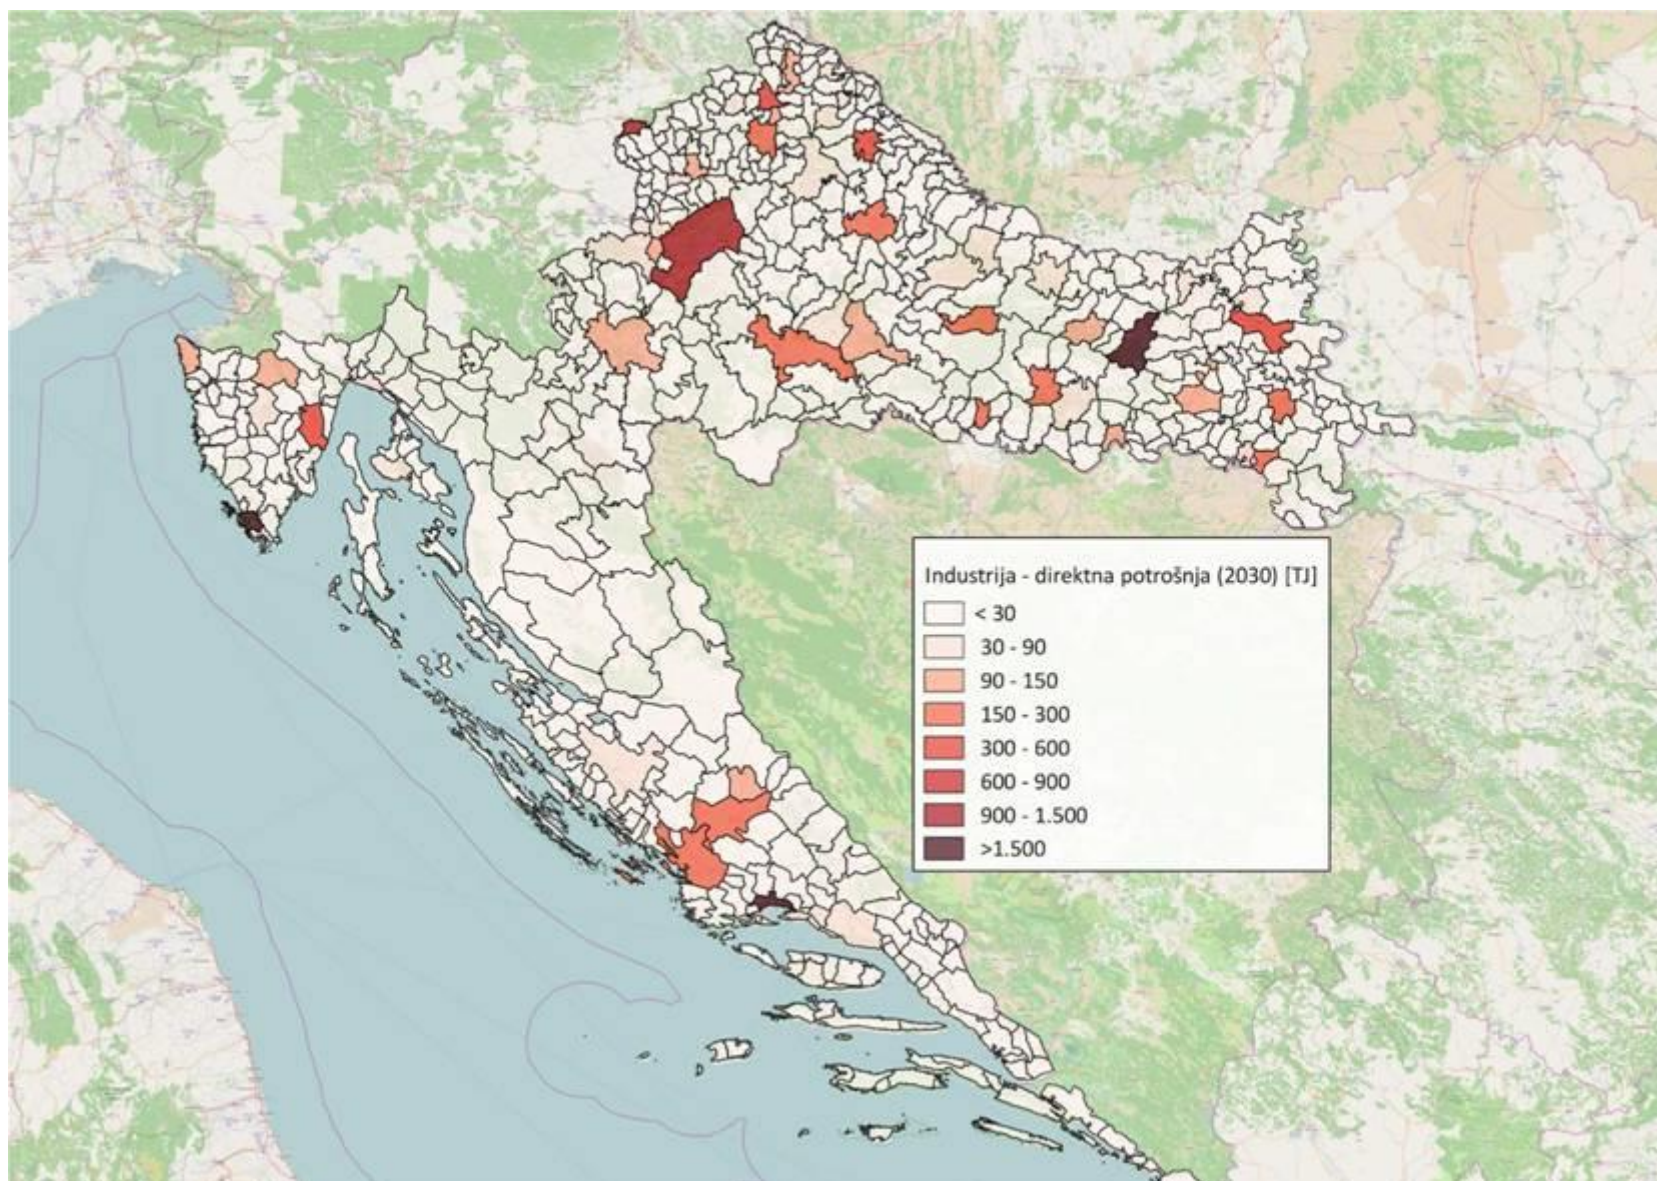 Industrija - direktna potrošnja (2030) [TJ]
< 30
30 - 90
90 - 150
150 - 300
300 - 600
600 - 900
900 - 1.500
>1.500